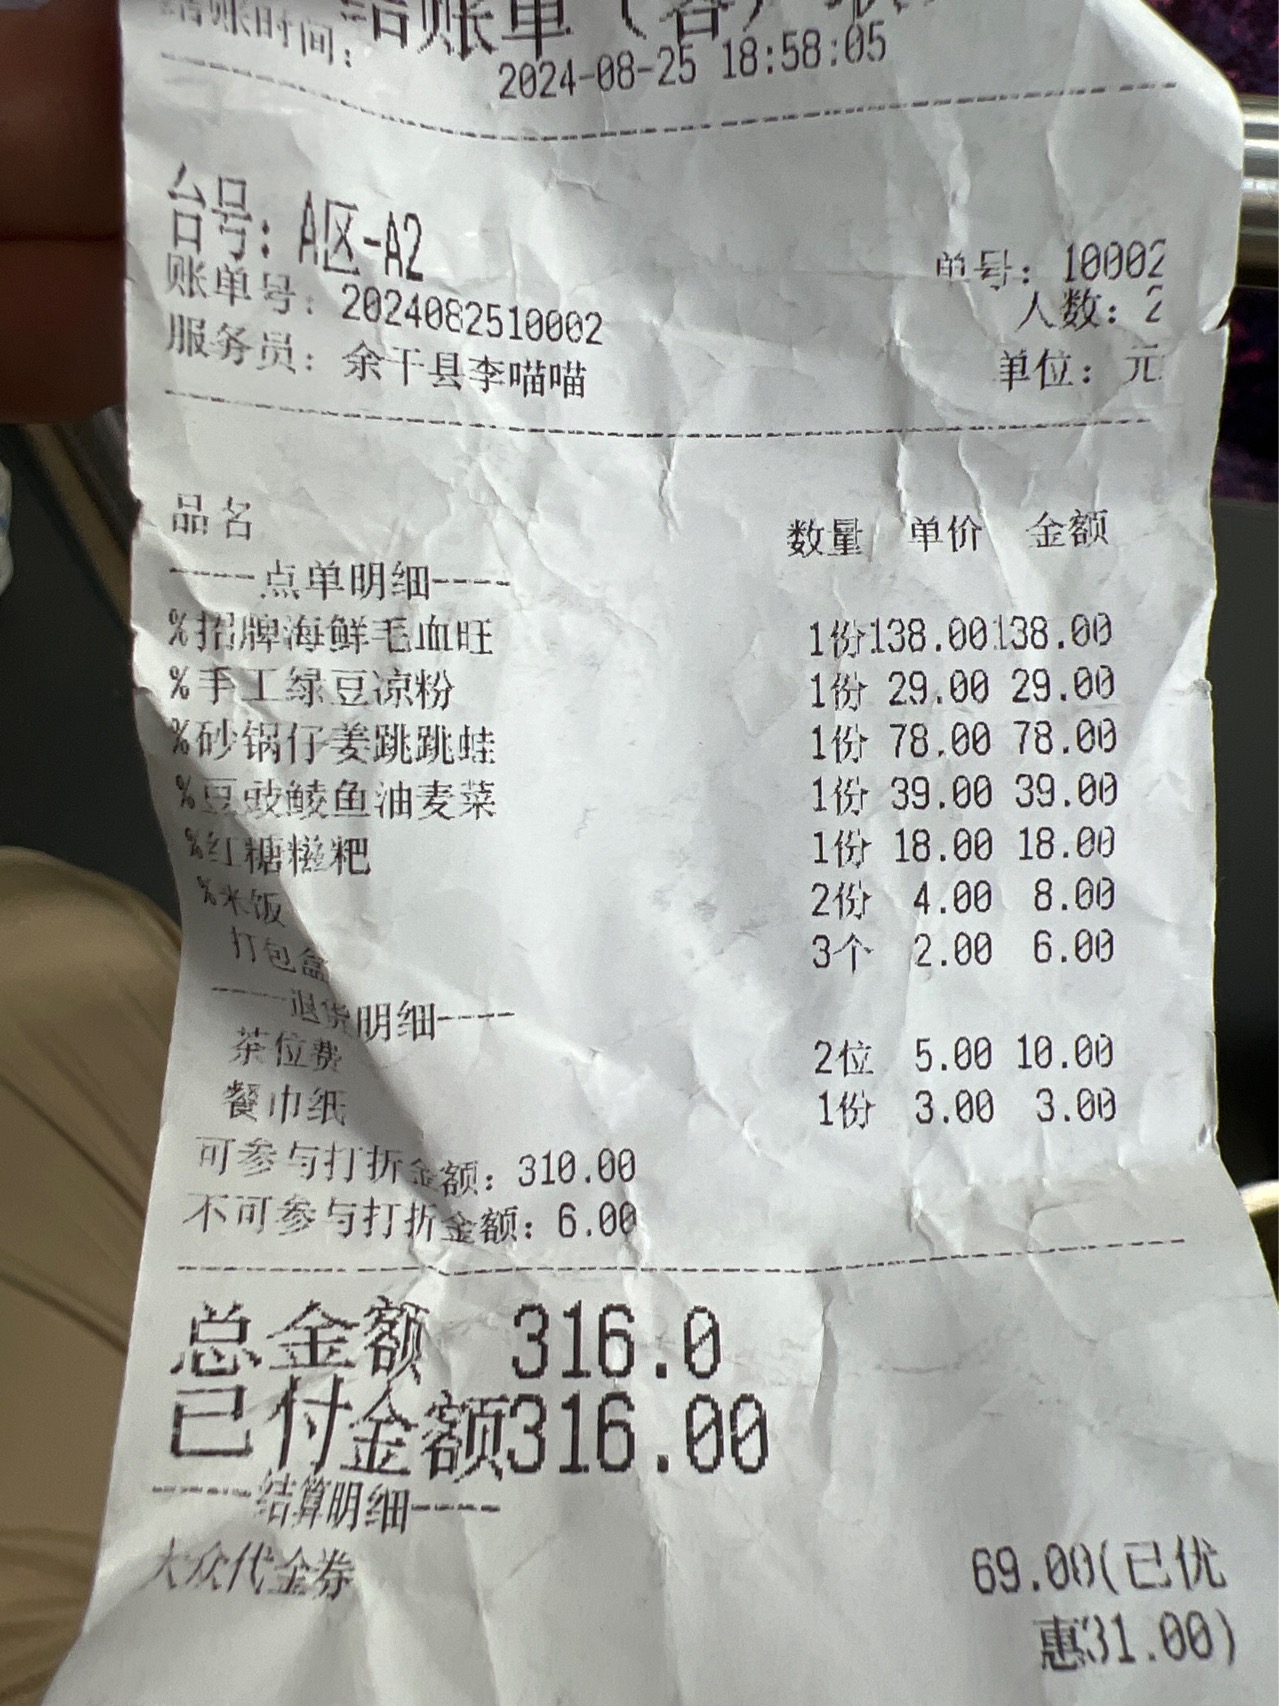 结账单（客）联
结账时间：
2024-08-25 18:58:05
台号：A区-A2
单号：10002
账单号：2024082510002
人数：2
服务员：余干县李喵喵
单位：元
品名 数量 单价 金额
----点单明细----
%招牌海鲜毛血旺 1份138.00138.00
%手工绿豆凉粉 1份 29.00 29.00
%砂锅仔姜跳跳蛙 1份 78.00 78.00
%豆豉鲮鱼油麦菜 1份 39.00 39.00
%红糖糍粑 1份 18.00 18.00
%米饭 2份 4.00 8.00
打包盒 3个 2.00 6.00
----退货明细----
茶位费 2位 5.00 10.00
餐巾纸 1份 3.00 3.00
可参与打折金额：310.00
不可参与打折金额：6.00
总金额 316.0
已付金额316.00
----结算明细----
大众代金券 69.00(已优
惠31.00)